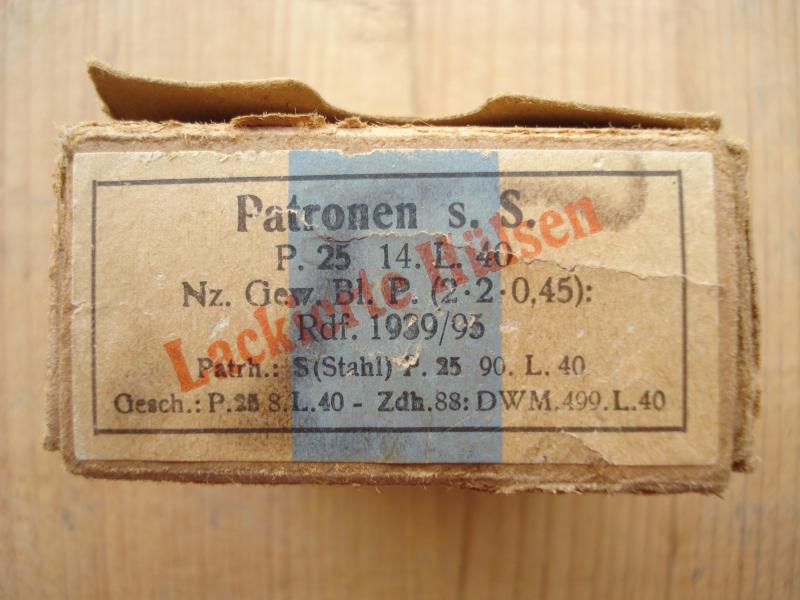 Patronen s. S.
P. 25 14. L. 40
Nz. Gew. Bl. P. (2·2·0,45):
Rdf. 1939/95
Patrh.: S (Stahl) P. 25 90. L. 40
Gesch.: P. 25 8. L. 40 - Zdh. 88: DWM. 499. L. 40
Lackierte Hülsen